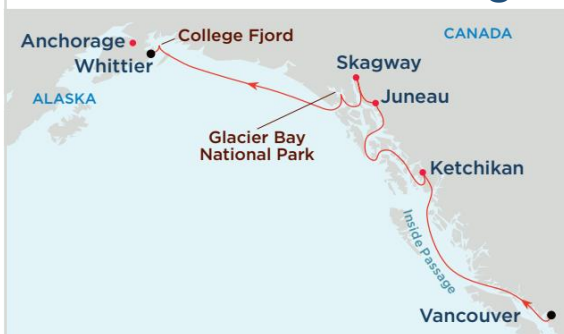 CANADA
College Fjord
Anchorage
Whittier
Skagway
ALASKA
Juneau
Glacier Bay
National Park
Ketchikan
Inside Passage
Vancouver